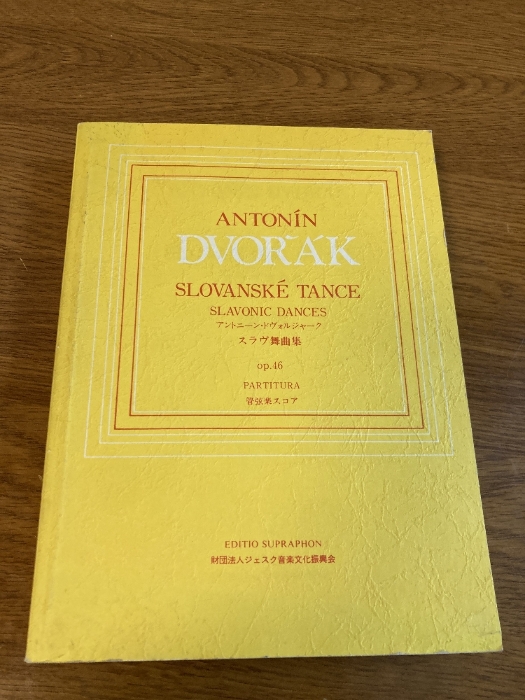 ANTONÍN
DVOŘÁK
SLOVANSKÉ TANCE
SLAVONIC DANCES
アントニーン・ドヴォルジャーク
スラヴ舞曲集
op.46
PARTITURA
管弦楽スコア
EDITIO SUPRAPHON
財団法人ジェスク音楽文化振興会